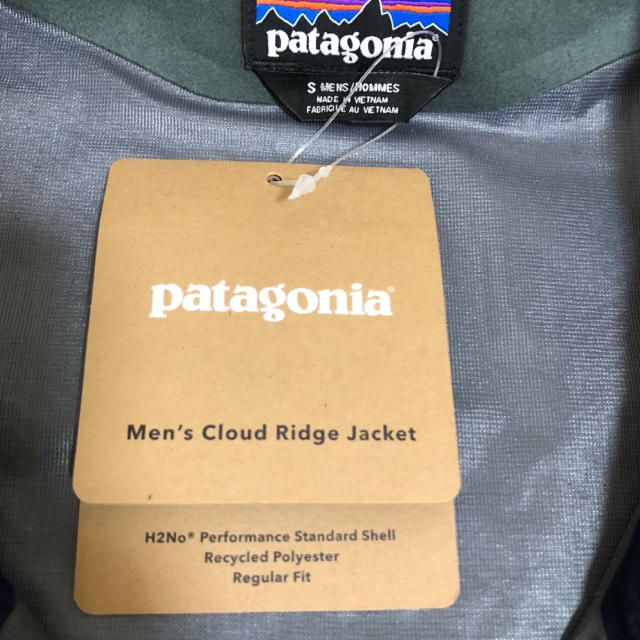 patagonia®
S MENS/HOMMES
MADE IN VIETNAM
FABRIQUÉ AU VIETNAM
patagonia®
Men's Cloud Ridge Jacket
H2No® Performance Standard Shell
Recycled Polyester
Regular Fit